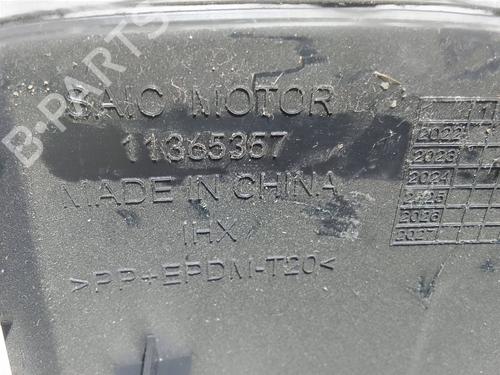 SAIC MOTOR
11365357
MADE IN CHINA
IHX
>PP+EPDM-T20<
2022
2023
2024
2025
2026
2027
B-PARTS